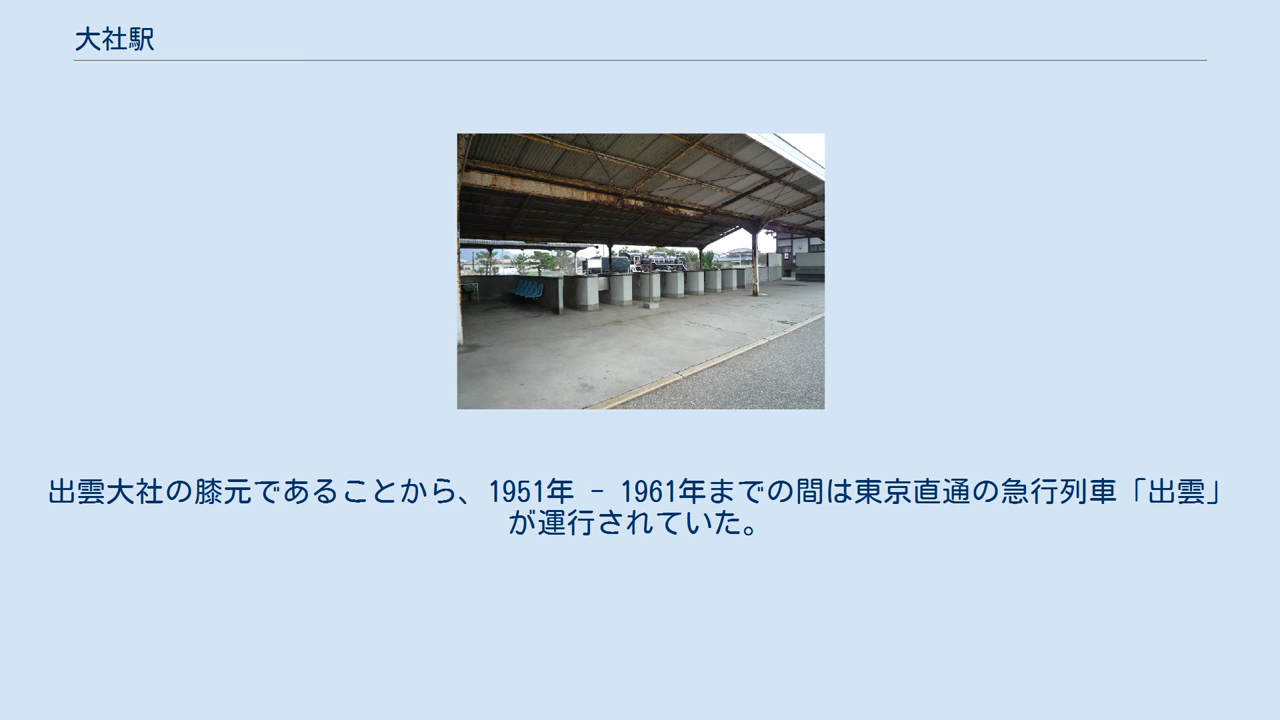 大社駅
出雲大社の膝元であることから、1951年 - 1961年までの間は東京直通の急行列車「出雲」
が運行されていた。